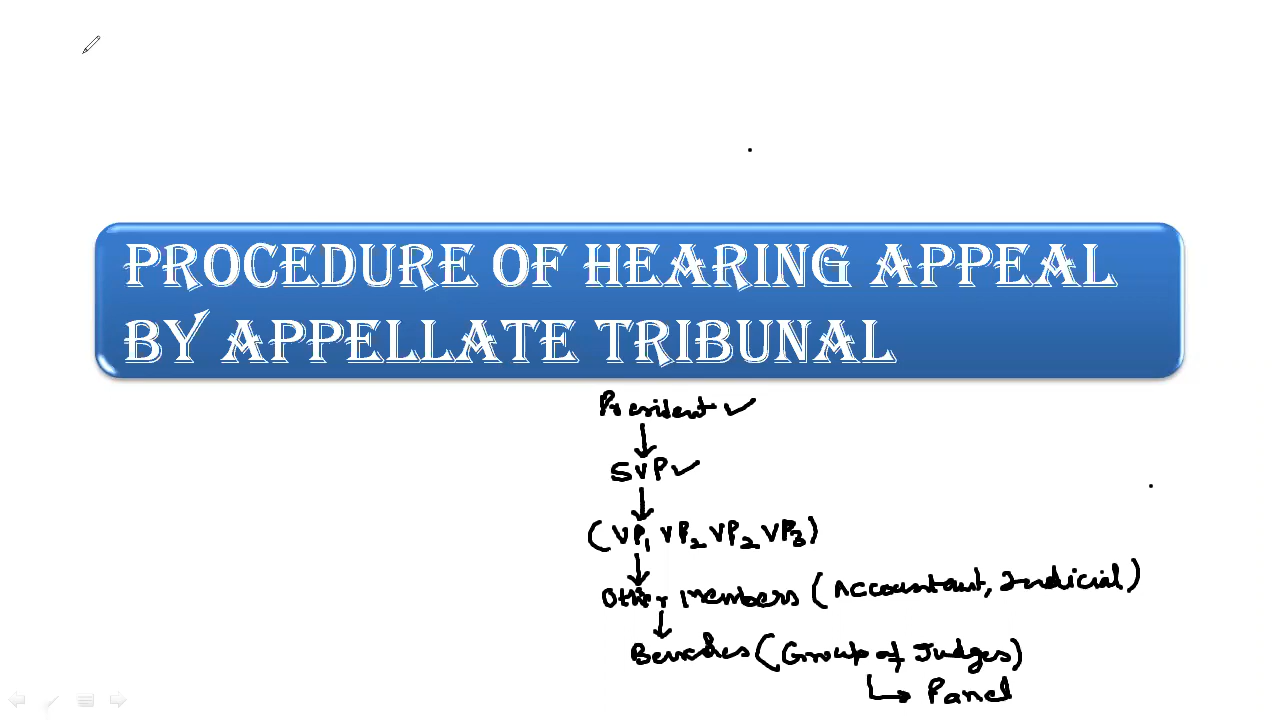 PROCEDURE OF HEARING APPEAL
BY APPELLATE TRIBUNAL
President
SVP
(VP1 VP2 VP2 VP3)
Other Members (Accountant, Judicial)
Benches (Group of Judges)
Panel